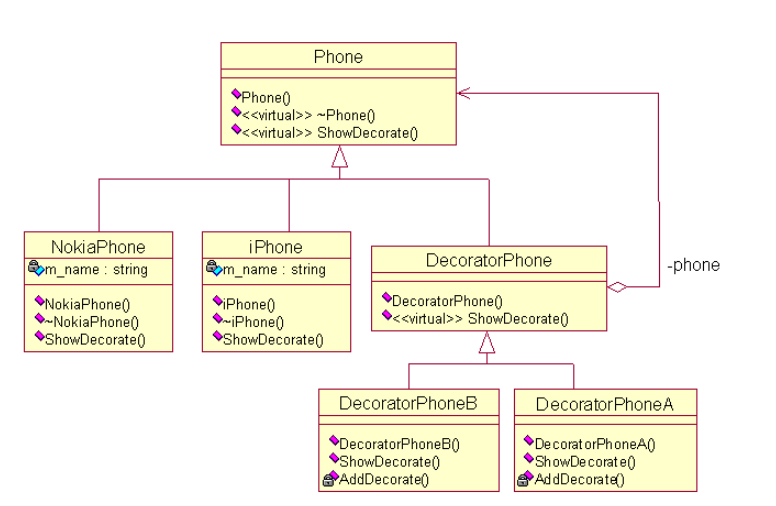 Phone
Phone()
<<virtual>> ~Phone()
<<virtual>> ShowDecorate()
NokiaPhone
m_name : string
NokiaPhone()
~NokiaPhone()
ShowDecorate()
iPhone
m_name : string
iPhone()
~iPhone()
ShowDecorate()
DecoratorPhone
DecoratorPhone()
<<virtual>> ShowDecorate()
-phone
DecoratorPhoneB
DecoratorPhoneB()
ShowDecorate()
AddDecorate()
DecoratorPhoneA
DecoratorPhoneA()
ShowDecorate()
AddDecorate()